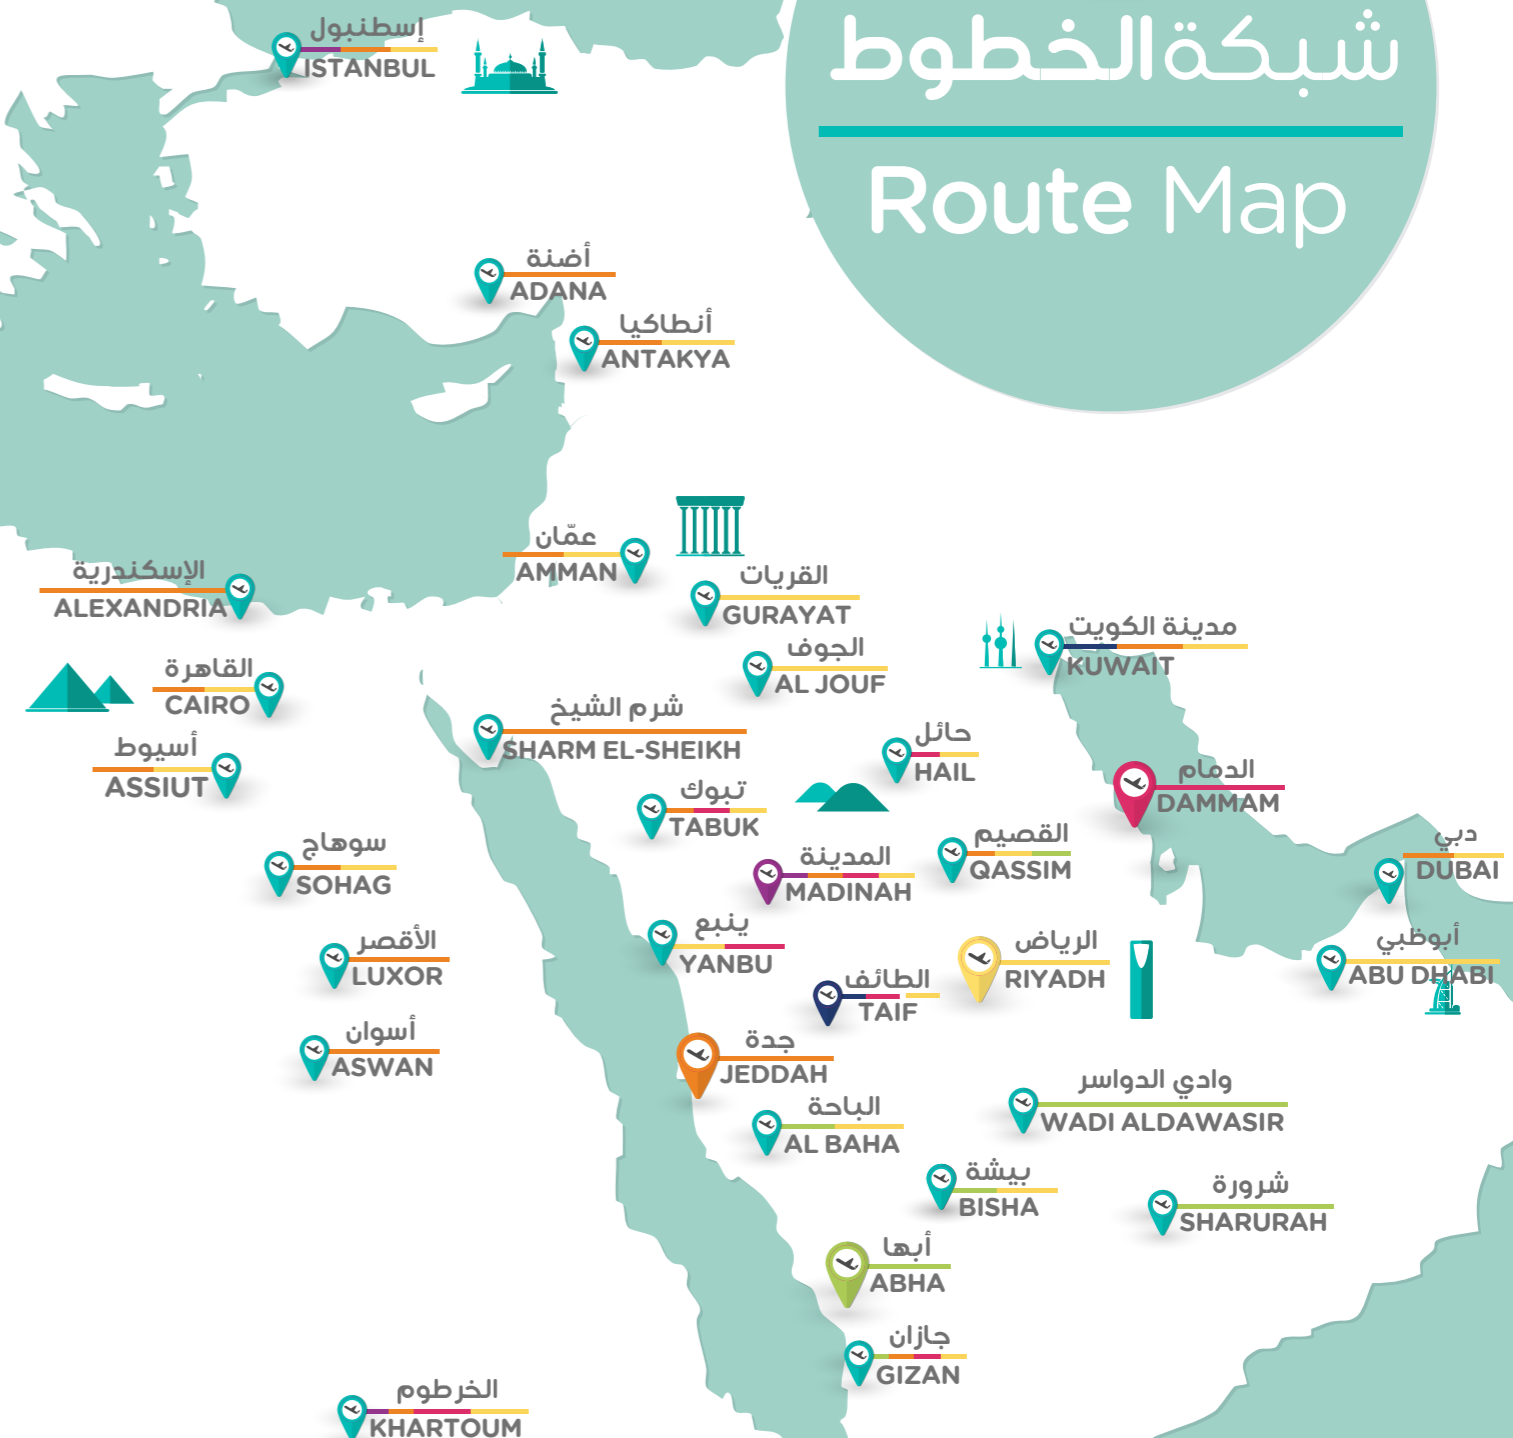 شبكة الخطوط
Route Map
إسطنبول
ISTANBUL
أضنة
ADANA
أنطاكيا
ANTAKYA
عمّان
AMMAN
الإسكندرية
ALEXANDRIA
القريات
GURAYAT
مدينة الكويت
KUWAIT
الجوف
AL JOUF
القاهرة
CAIRO
شرم الشيخ
SHARM EL-SHEIKH
أسيوط
ASSIUT
حائل
HAIL
الدمام
DAMMAM
تبوك
TABUK
القصيم
QASSIM
دبي
DUBAI
سوهاج
SOHAG
المدينة
MADINAH
ينبع
YANBU
الأقصر
LUXOR
الرياض
RIYADH
أبوظبي
ABU DHABI
الطائف
TAIF
أسوان
ASWAN
جدة
JEDDAH
وادي الدواسر
WADI ALDAWASIR
الباحة
AL BAHA
بيشة
BISHA
شرورة
SHARURAH
أبها
ABHA
جازان
GIZAN
الخرطوم
KHARTOUM